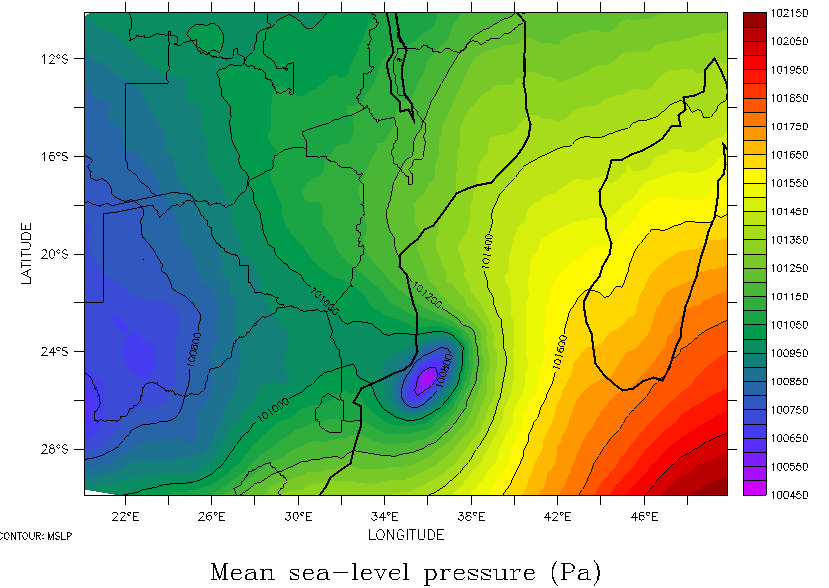 102150
102050
101950
101850
101750
101650
101550
101450
101350
101250
101150
101050
100950
100850
100750
100650
100550
100450
12°S
16°S
20°S
24°S
28°S
LATITUDE
101400
101200
101000
100800
100800
101600
101000
22°E 26°E 30°E 34°E 38°E 42°E 46°E
LONGITUDE
CONTOUR: MSLP
Mean sea-level pressure (Pa)